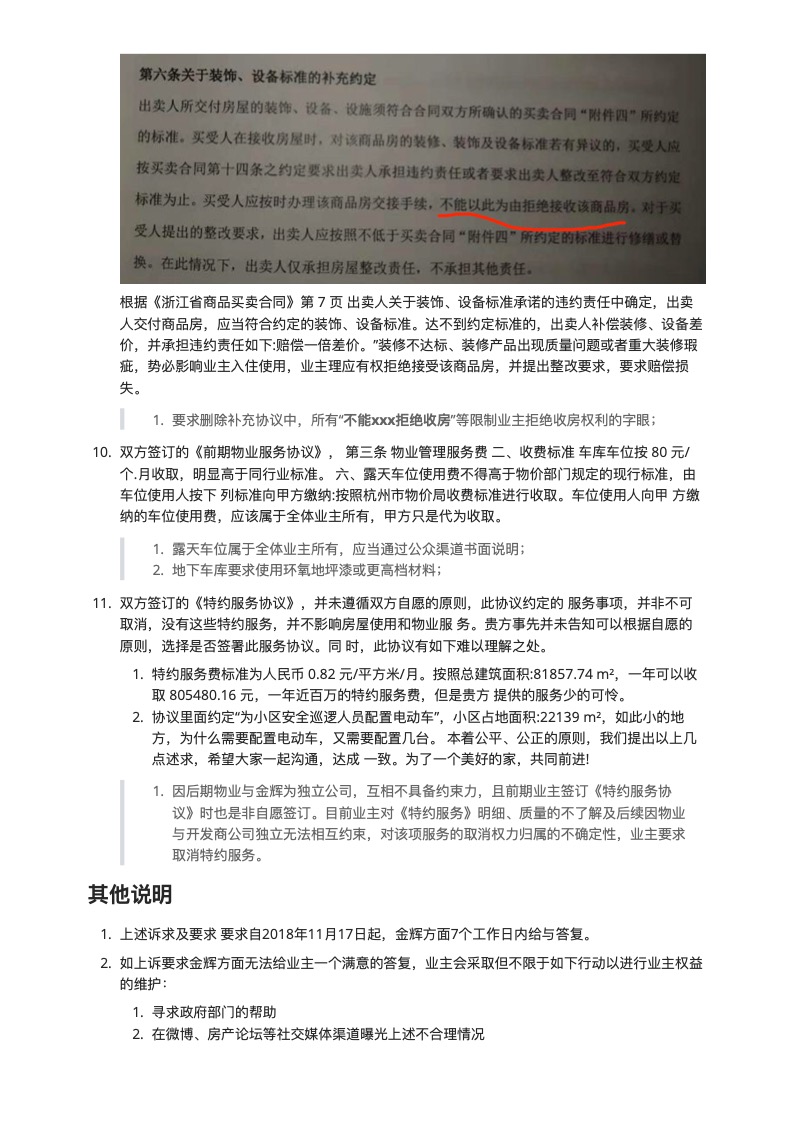 第六条关于装饰、设备标准的补充约定
出卖人所交付房屋的装饰、设备、设施须符合合同双方所确认的买卖合同“附件四”所约定
的标准。买受人在接收房屋时，对该商品房的装修、装饰及设备标准若有异议的，买受人应
按买卖合同第十四条之约定要求出卖人承担违约责任或者要求出卖人整改至符合双方约定
标准为止。买受人应按时办理该商品房交接手续，不能以此为由拒绝接收该商品房。对于买
受人提出的整改要求，出卖人应按照不低于买卖合同“附件四”所约定的标准进行修缮或替
换。在此情况下，出卖人仅承担房屋整改责任，不承担其他责任。
根据《浙江省商品买卖合同》第 7 页 出卖人关于装饰、设备标准承诺的违约责任中确定，出卖
人交付商品房，应当符合约定的装饰、设备标准。达不到约定标准的，出卖人补偿装修、设备差
价，并承担违约责任如下:赔偿一倍差价。”装修不达标、装修产品出现质量问题或者重大装修瑕
疵，势必影响业主入住使用，业主理应有权拒绝接受该商品房，并提出整改要求，要求赔偿损
失。
1. 要求删除补充协议中，所有“不能xxx拒绝收房”等限制业主拒绝收房权利的字眼；
10. 双方签订的《前期物业服务协议》， 第三条 物业管理服务费 二、收费标准 车库车位按 80 元/
个.月收取，明显高于同行业标准。 六、露天车位使用费不得高于物价部门规定的现行标准，由
车位使用人按下 列标准向甲方缴纳:按照杭州市物价局收费标准进行收取。车位使用人向甲 方缴
纳的车位使用费，应该属于全体业主所有，甲方只是代为收取。
1. 露天车位属于全体业主所有，应当通过公众渠道书面说明；
2. 地下车库要求使用环氧地坪漆或更高档材料；
11. 双方签订的《特约服务协议》，并未遵循双方自愿的原则，此协议约定的 服务事项，并非不可
取消，没有这些特约服务，并不影响房屋使用和物业服 务。贵方事先并未告知可以根据自愿的
原则，选择是否签署此服务协议。同 时，此协议有如下难以理解之处。
1. 特约服务费标准为人民币 0.82 元/平方米/月。按照总建筑面积:81857.74 m²，一年可以收
取 805480.16 元，一年近百万的特约服务费，但是贵方 提供的服务少的可怜。
2. 协议里面约定“为小区安全巡逻人员配置电动车”，小区占地面积:22139 m²，如此小的地
方，为什么需要配置电动车，又需要配置几台。 本着公平、公正的原则，我们提出以上几
点述求，希望大家一起沟通，达成 一致。为了一个美好的家，共同前进!
1. 因后期物业与金辉为独立公司，互相不具备约束力，且前期业主签订《特约服务协
议》时也是非自愿签订。目前业主对《特约服务》明细、质量的不了解及后续因物业
与开发商公司独立无法相互约束，对该项服务的取消权力归属的不确定性，业主要求
取消特约服务。
其他说明
1. 上述诉求及要求 要求自2018年11月17日起，金辉方面7个工作日内给与答复。
2. 如上诉要求金辉方面无法给业主一个满意的答复，业主会采取但不限于如下行动以进行业主权益
的维护：
1. 寻求政府部门的帮助
2. 在微博、房产论坛等社交媒体渠道曝光上述不合理情况